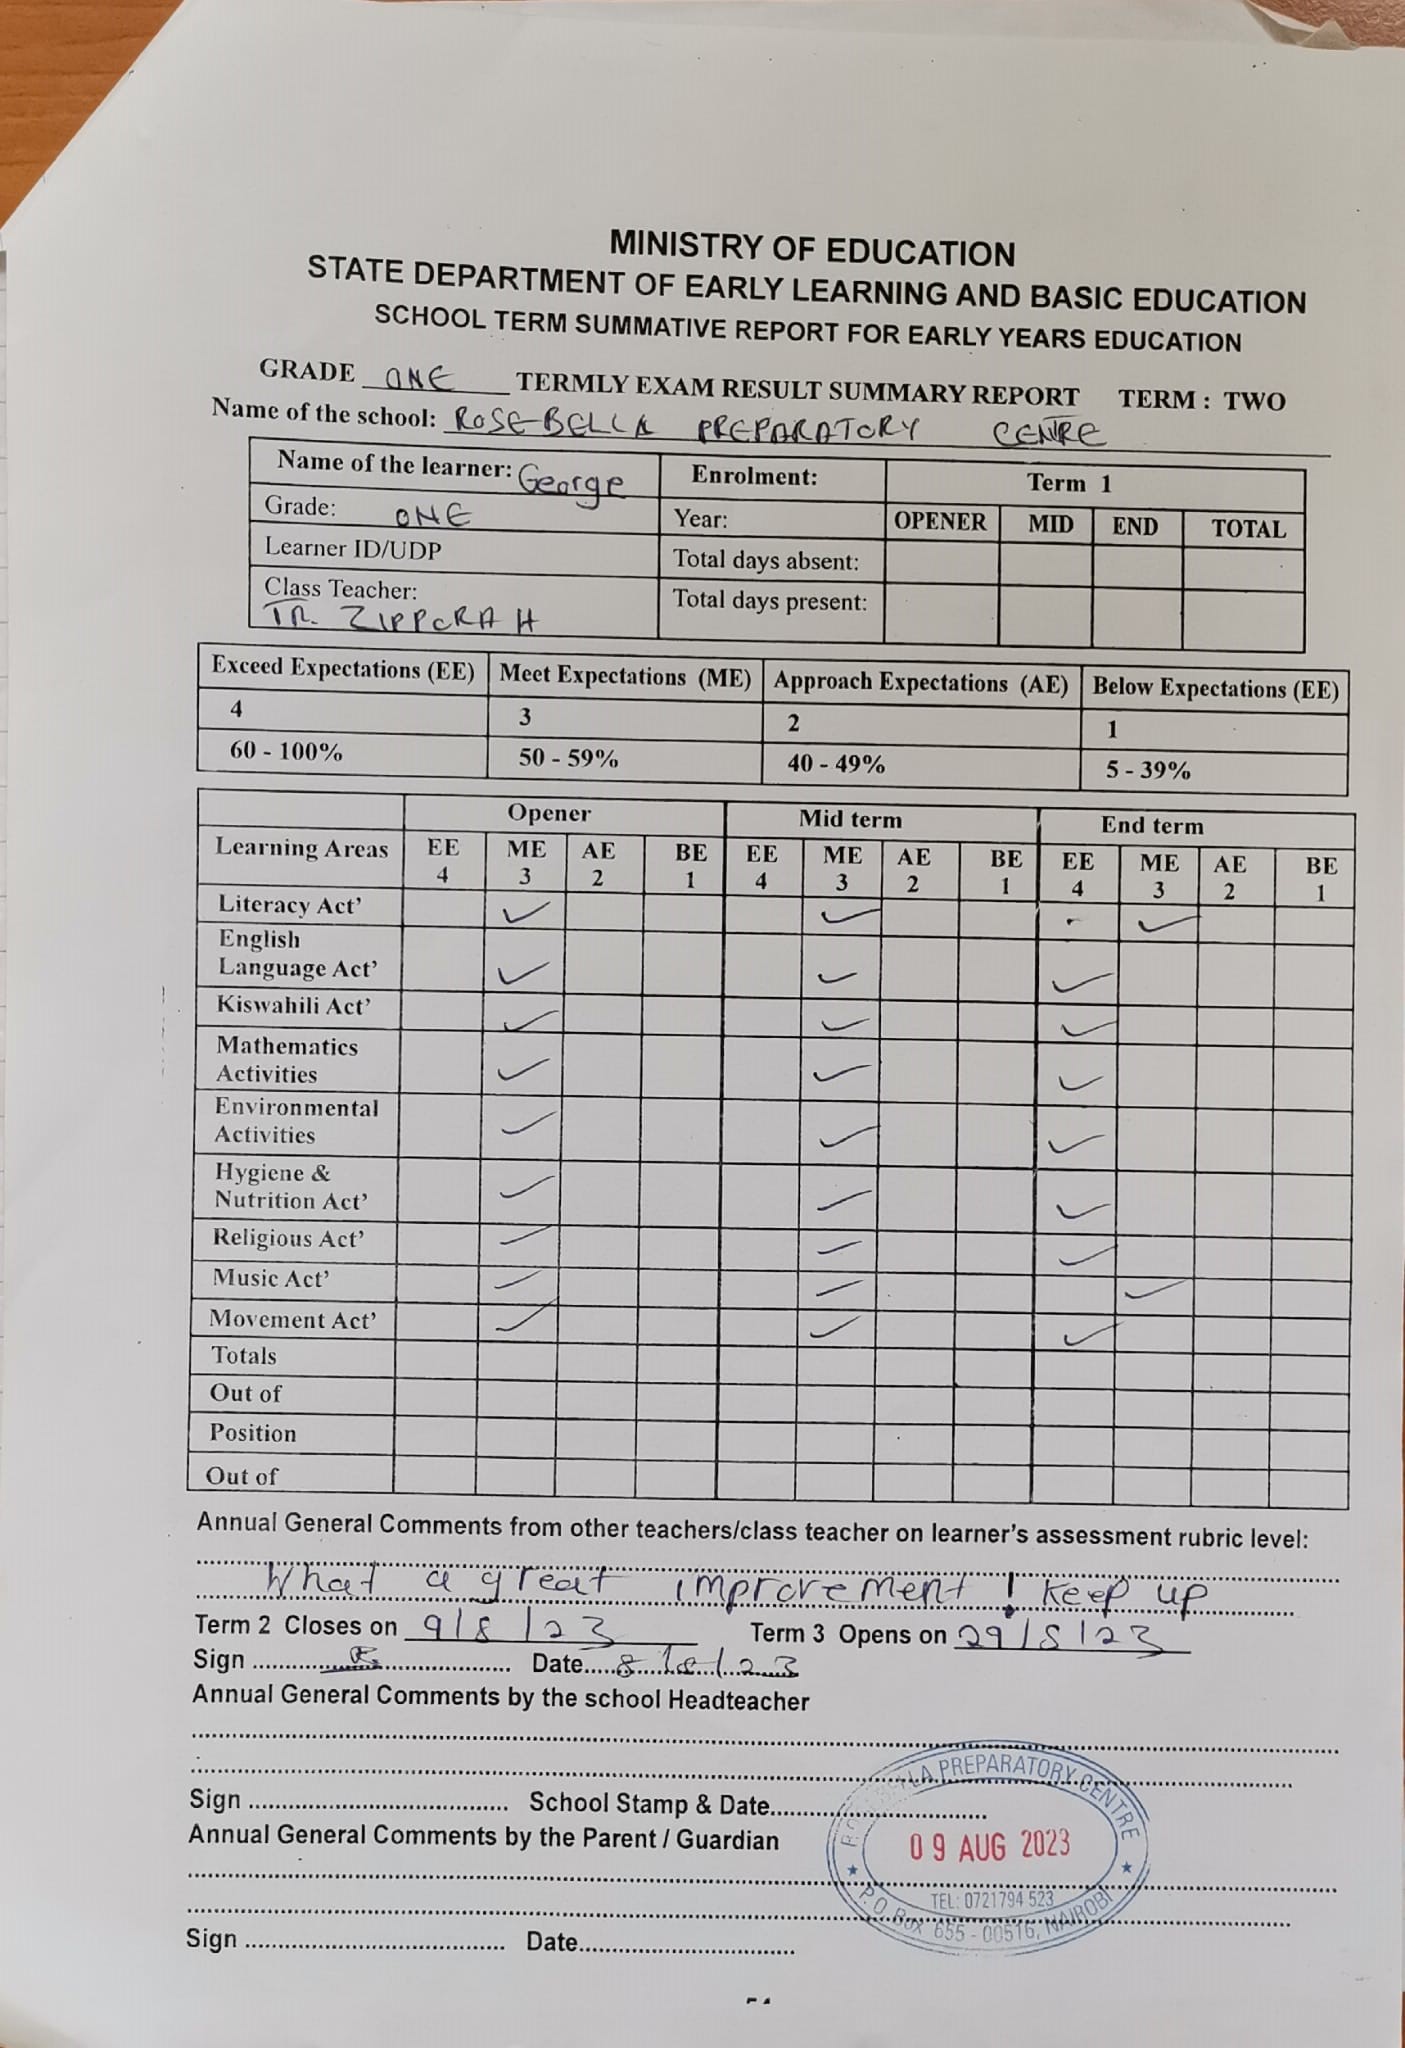 MINISTRY OF EDUCATION
STATE DEPARTMENT OF EARLY LEARNING AND BASIC EDUCATION
SCHOOL TERM SUMMATIVE REPORT FOR EARLY YEARS EDUCATION
GRADE ONE TERMLY EXAM RESULT SUMMARY REPORT TERM : TWO
Name of the school: ROSEBELLA PREPARATORY CENTRE
Name of the learner: George Enrolment: Term 1
Grade: ONE Year: OPENER MID END TOTAL
Learner ID/UDP Total days absent:
Class Teacher: Total days present:
TR. ZIPPORAH
Exceed Expectations (EE) Meet Expectations (ME) Approach Expectations (AE) Below Expectations (EE)
4 3 2 1
60 - 100% 50 - 59% 40 - 49% 5 - 39%
Opener Mid term End term
Learning Areas EE ME AE BE EE ME AE BE EE ME AE BE
4 3 2 1 4 3 2 1 4 3 2 1
Literacy Act’ ✓ ✓ ✓
English
Language Act’ ✓ ✓ ✓
Kiswahili Act’ ✓ ✓ ✓
Mathematics
Activities ✓ ✓ ✓
Environmental
Activities ✓ ✓ ✓
Hygiene &
Nutrition Act’ ✓ ✓ ✓
Religious Act’ ✓ ✓ ✓
Music Act’ ✓ ✓ ✓
Movement Act’ ✓ ✓ ✓
Totals
Out of
Position
Out of
Annual General Comments from other teachers/class teacher on learner’s assessment rubric level:
What a great improvement! keep up
Term 2 Closes on 9/8/23 Term 3 Opens on 29/8/23
Sign Date 8/8/23
Annual General Comments by the school Headteacher
Sign School Stamp & Date
Annual General Comments by the Parent / Guardian
Sign Date
ROSEBELLA PREPARATORY CENTRE
09 AUG 2023
TEL: 0721794 523
P.O. Box 655 - 00516, NAIROBI